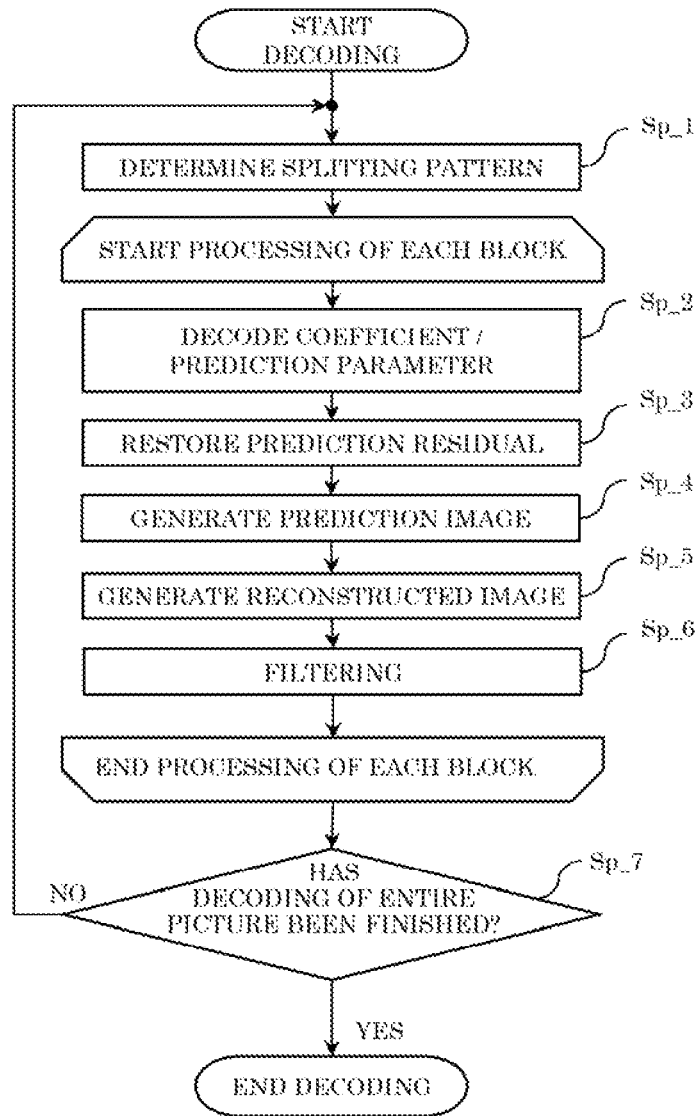 START
DECODING
Sp_1
DETERMINE SPLITTING PATTERN
START PROCESSING OF EACH BLOCK
Sp_2
DECODE COEFFICIENT /
PREDICTION PARAMETER
Sp_3
RESTORE PREDICTION RESIDUAL
Sp_4
GENERATE PREDICTION IMAGE
Sp_5
GENERATE RECONSTRUCTED IMAGE
Sp_6
FILTERING
END PROCESSING OF EACH BLOCK
Sp_7
HAS
DECODING OF ENTIRE
PICTURE BEEN FINISHED?
NO
YES
END DECODING